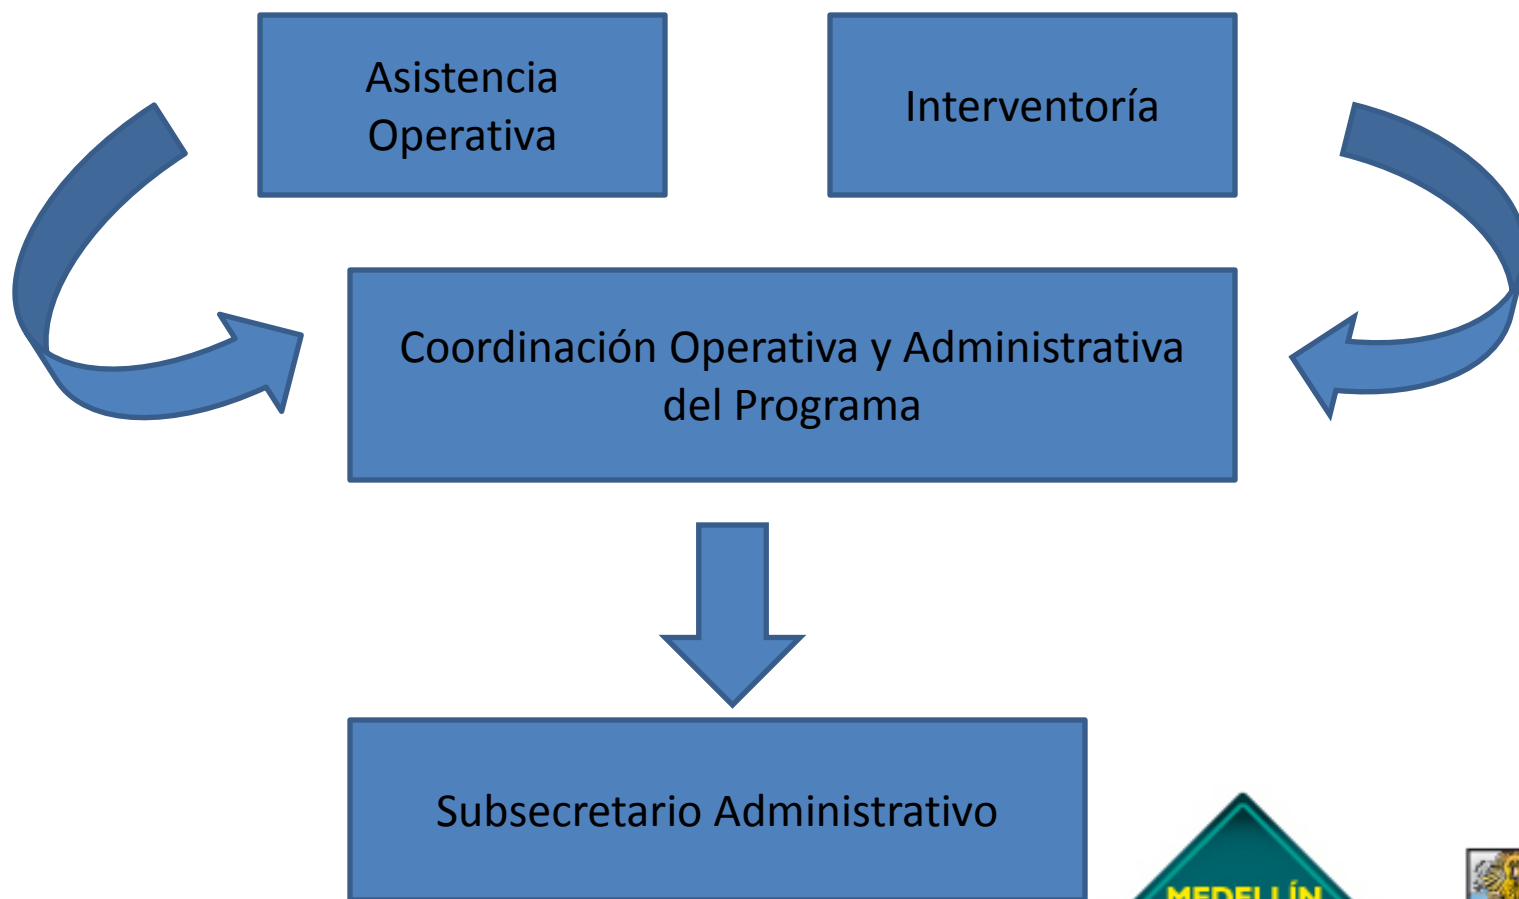 Asistencia
Operativa
Interventoría
Coordinación Operativa y Administrativa
del Programa
Subsecretario Administrativo
MEDELLÍN